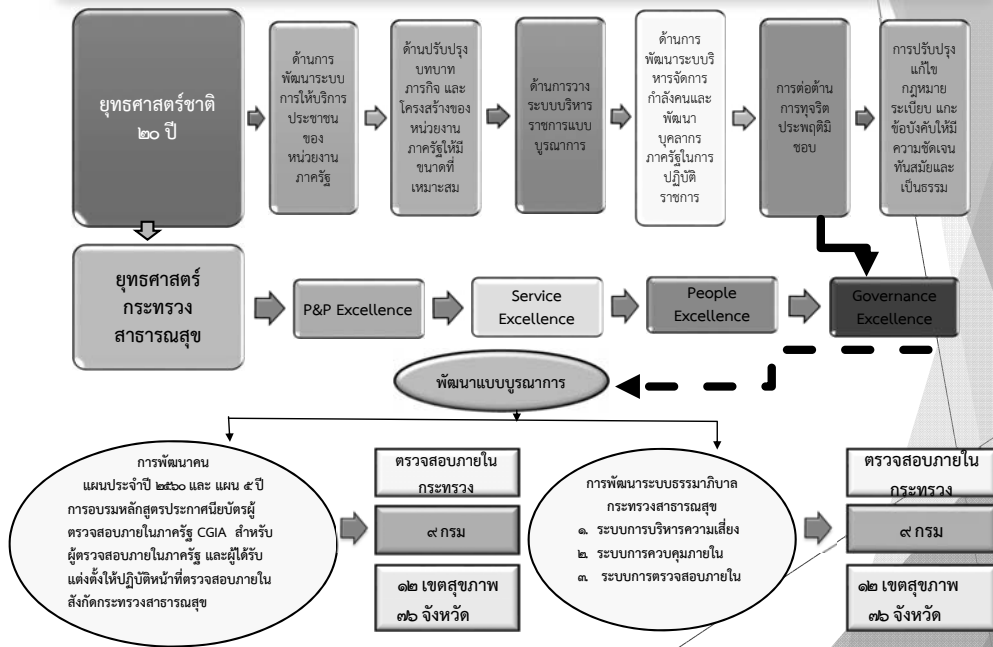 ยุทธศาสตร์ชาติ
๒๐ ปี
ด้านการ
พัฒนาระบบ
การให้บริการ
ประชาชน
ของ
หน่วยงาน
ภาครัฐ
ด้านปรับปรุง
บทบาท
ภารกิจ และ
โครงสร้างของ
หน่วยงาน
ภาครัฐให้มี
ขนาดที่
เหมาะสม
ด้านการวาง
ระบบบริหาร
ราชการแบบ
บูรณาการ
ด้านการ
พัฒนาระบบบริ
หารจัดการ
กำลังคนและ
พัฒนา
บุคลากร
ภาครัฐในการ
ปฏิบัติ
ราชการ
การต่อต้าน
การทุจริต
ประพฤติมิ
ชอบ
การปรับปรุง
แก้ไข
กฎหมาย
ระเบียบ แกะ
ข้อบังคับให้มี
ความชัดเจน
ทันสมัยและ
เป็นธรรม
ยุทธศาสตร์
กระทรวง
สาธารณสุข
P&P Excellence
Service
Excellence
People
Excellence
Governance
Excellence
พัฒนาแบบบูรณาการ
การพัฒนาคน
แผนประจำปี ๒๕๖๐ และ แผน ๕ ปี
การอบรมหลักสูตรประกาศนียบัตรผู้
ตรวจสอบภายในภาครัฐ CGIA สำหรับ
ผู้ตรวจสอบภายในภาครัฐ และผู้ได้รับ
แต่งตั้งให้ปฏิบัติหน้าที่ตรวจสอบภายใน
สังกัดกระทรวงสาธารณสุข
ตรวจสอบภายใน
กระทรวง
๙ กรม
๑๒ เขตสุขภาพ
๗๖ จังหวัด
การพัฒนาระบบธรรมาภิบาล
กระทรวงสาธารณสุข
๑. ระบบการบริหารความเสี่ยง
๒. ระบบการควบคุมภายใน
๓. ระบบการตรวจสอบภายใน
ตรวจสอบภายใน
กระทรวง
๙ กรม
๑๒ เขตสุขภาพ
๗๖ จังหวัด